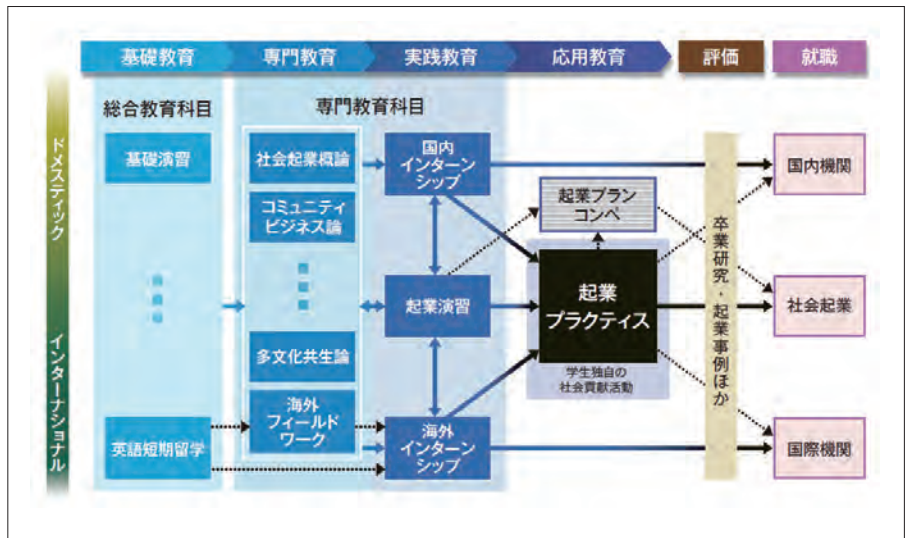 基礎教育
専門教育
実践教育
応用教育
評価
就職
ドメスティック
インターナショナル
総合教育科目
専門教育科目
基礎演習
英語短期留学
社会起業概論
コミュニティ
ビジネス論
多文化共生論
海外
フィールド
ワーク
国内
インターン
シップ
起業演習
海外
インターン
シップ
起業プラン
コンペ
起業
プラクティス
学生独自の
社会貢献活動
卒業研究・起業事例ほか
国内機関
社会起業
国際機関